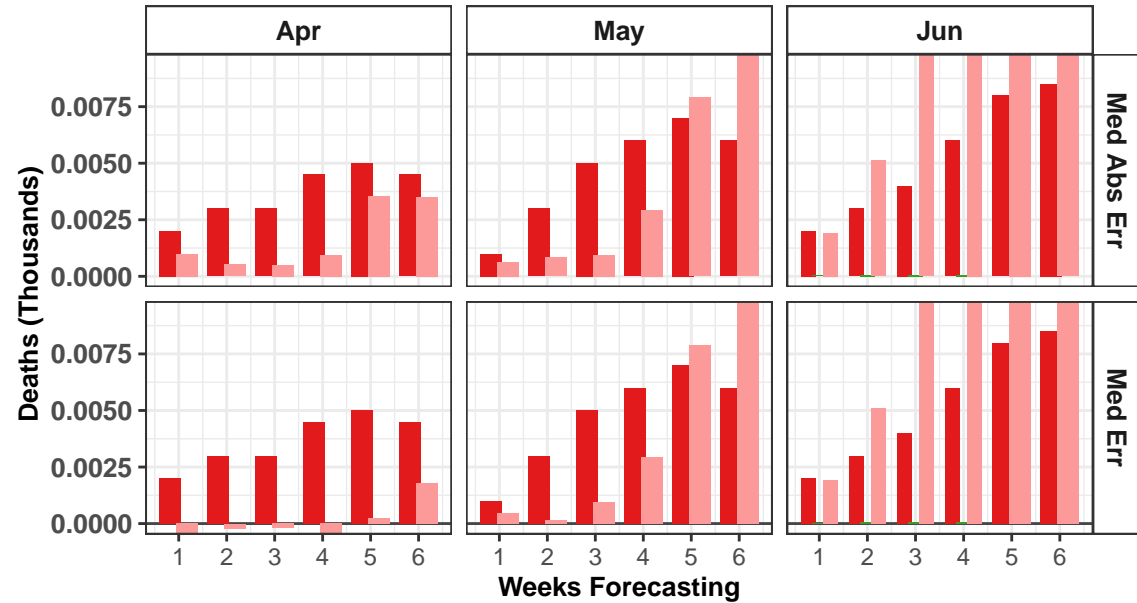 Apr May Jun
Deaths (Thousands)
0.0075
0.0050
0.0025
0.0000
Med Abs Err
0.0075
0.0050
0.0025
0.0000
Med Err
1 2 3 4 5 6 1 2 3 4 5 6 1 2 3 4 5 6
Weeks Forecasting